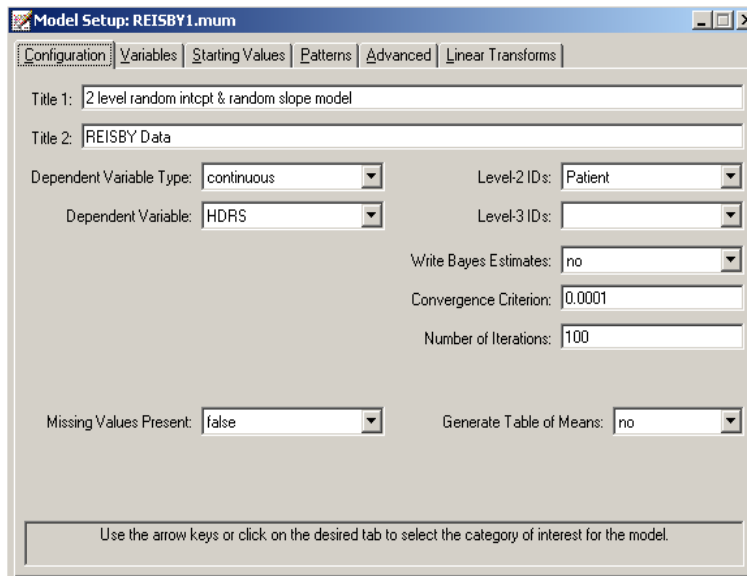 Model Setup: REISBY1.mum
Configuration Variables Starting Values Patterns Advanced Linear Transforms
Title 1: 2 level random intcpt & random slope model
Title 2: REISBY Data
Dependent Variable Type: continuous Level-2 IDs: Patient
Dependent Variable: HDRS Level-3 IDs:
Write Bayes Estimates: no
Convergence Criterion: 0.0001
Number of Iterations: 100
Missing Values Present: false Generate Table of Means: no
Use the arrow keys or click on the desired tab to select the category of interest for the model.